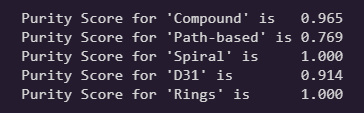 Purity Score for 'Compound' is   0.965
Purity Score for 'Path-based' is 0.769
Purity Score for 'Spiral' is     1.000
Purity Score for 'D31' is        0.914
Purity Score for 'Rings' is      1.000